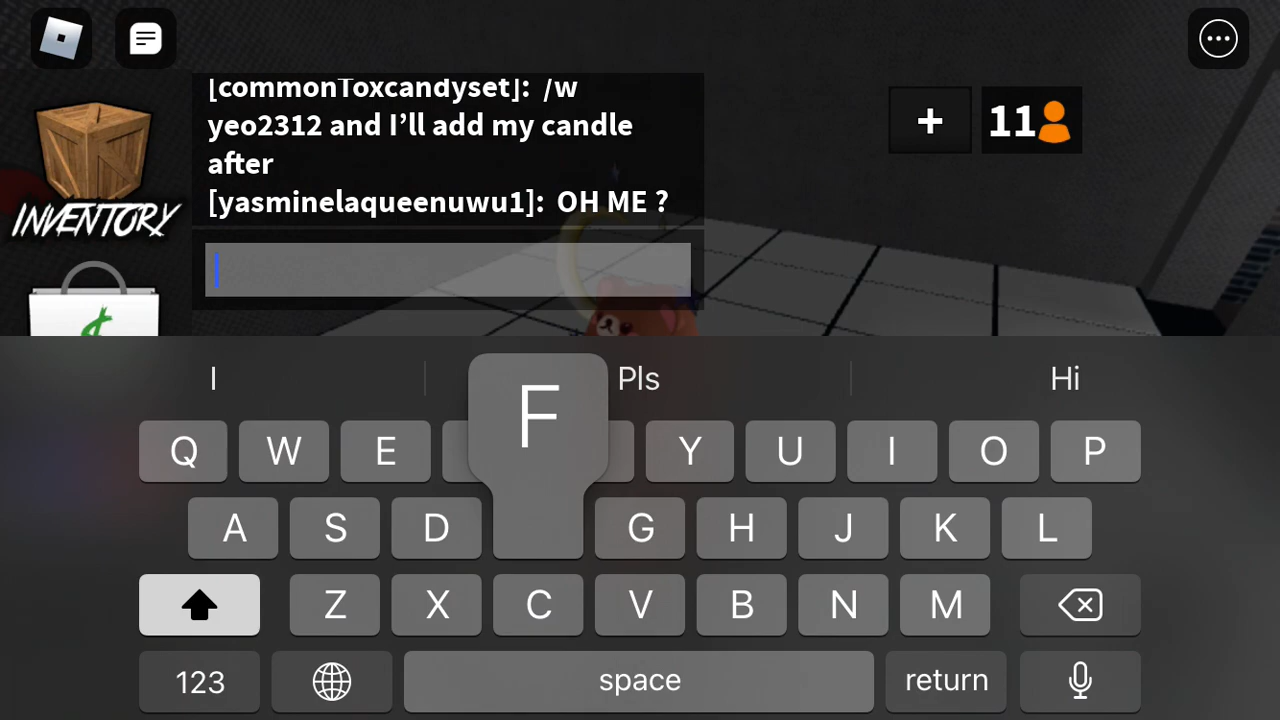 [commonToxcandyset]: /w
yeo2312 and I’ll add my candle
after
[yasminelaqueenuwu1]: OH ME ?
+
11
INVENTORY
I
Pls
Hi
F
Q W E Y U I O P
A S D G H J K L
Z X C V B N M
123
space
return